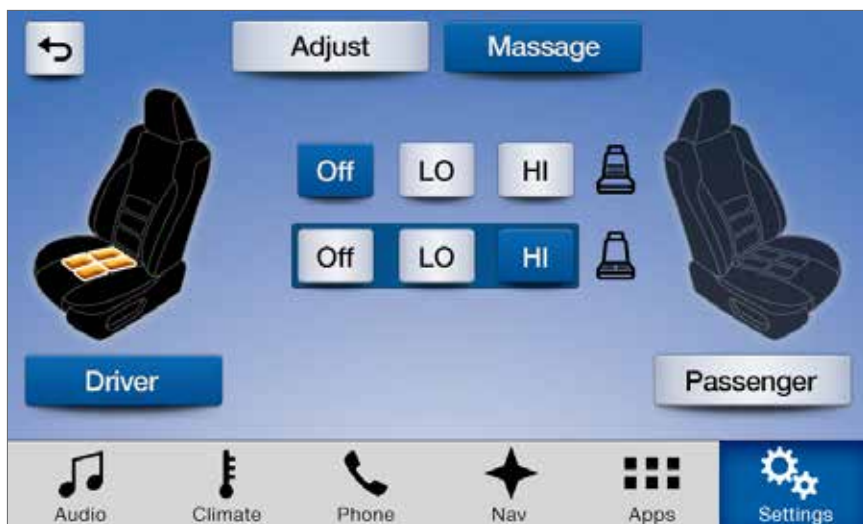 Adjust Massage
Off LO HI
Off LO HI
Driver Passenger
Audio Climate Phone Nav Apps Settings